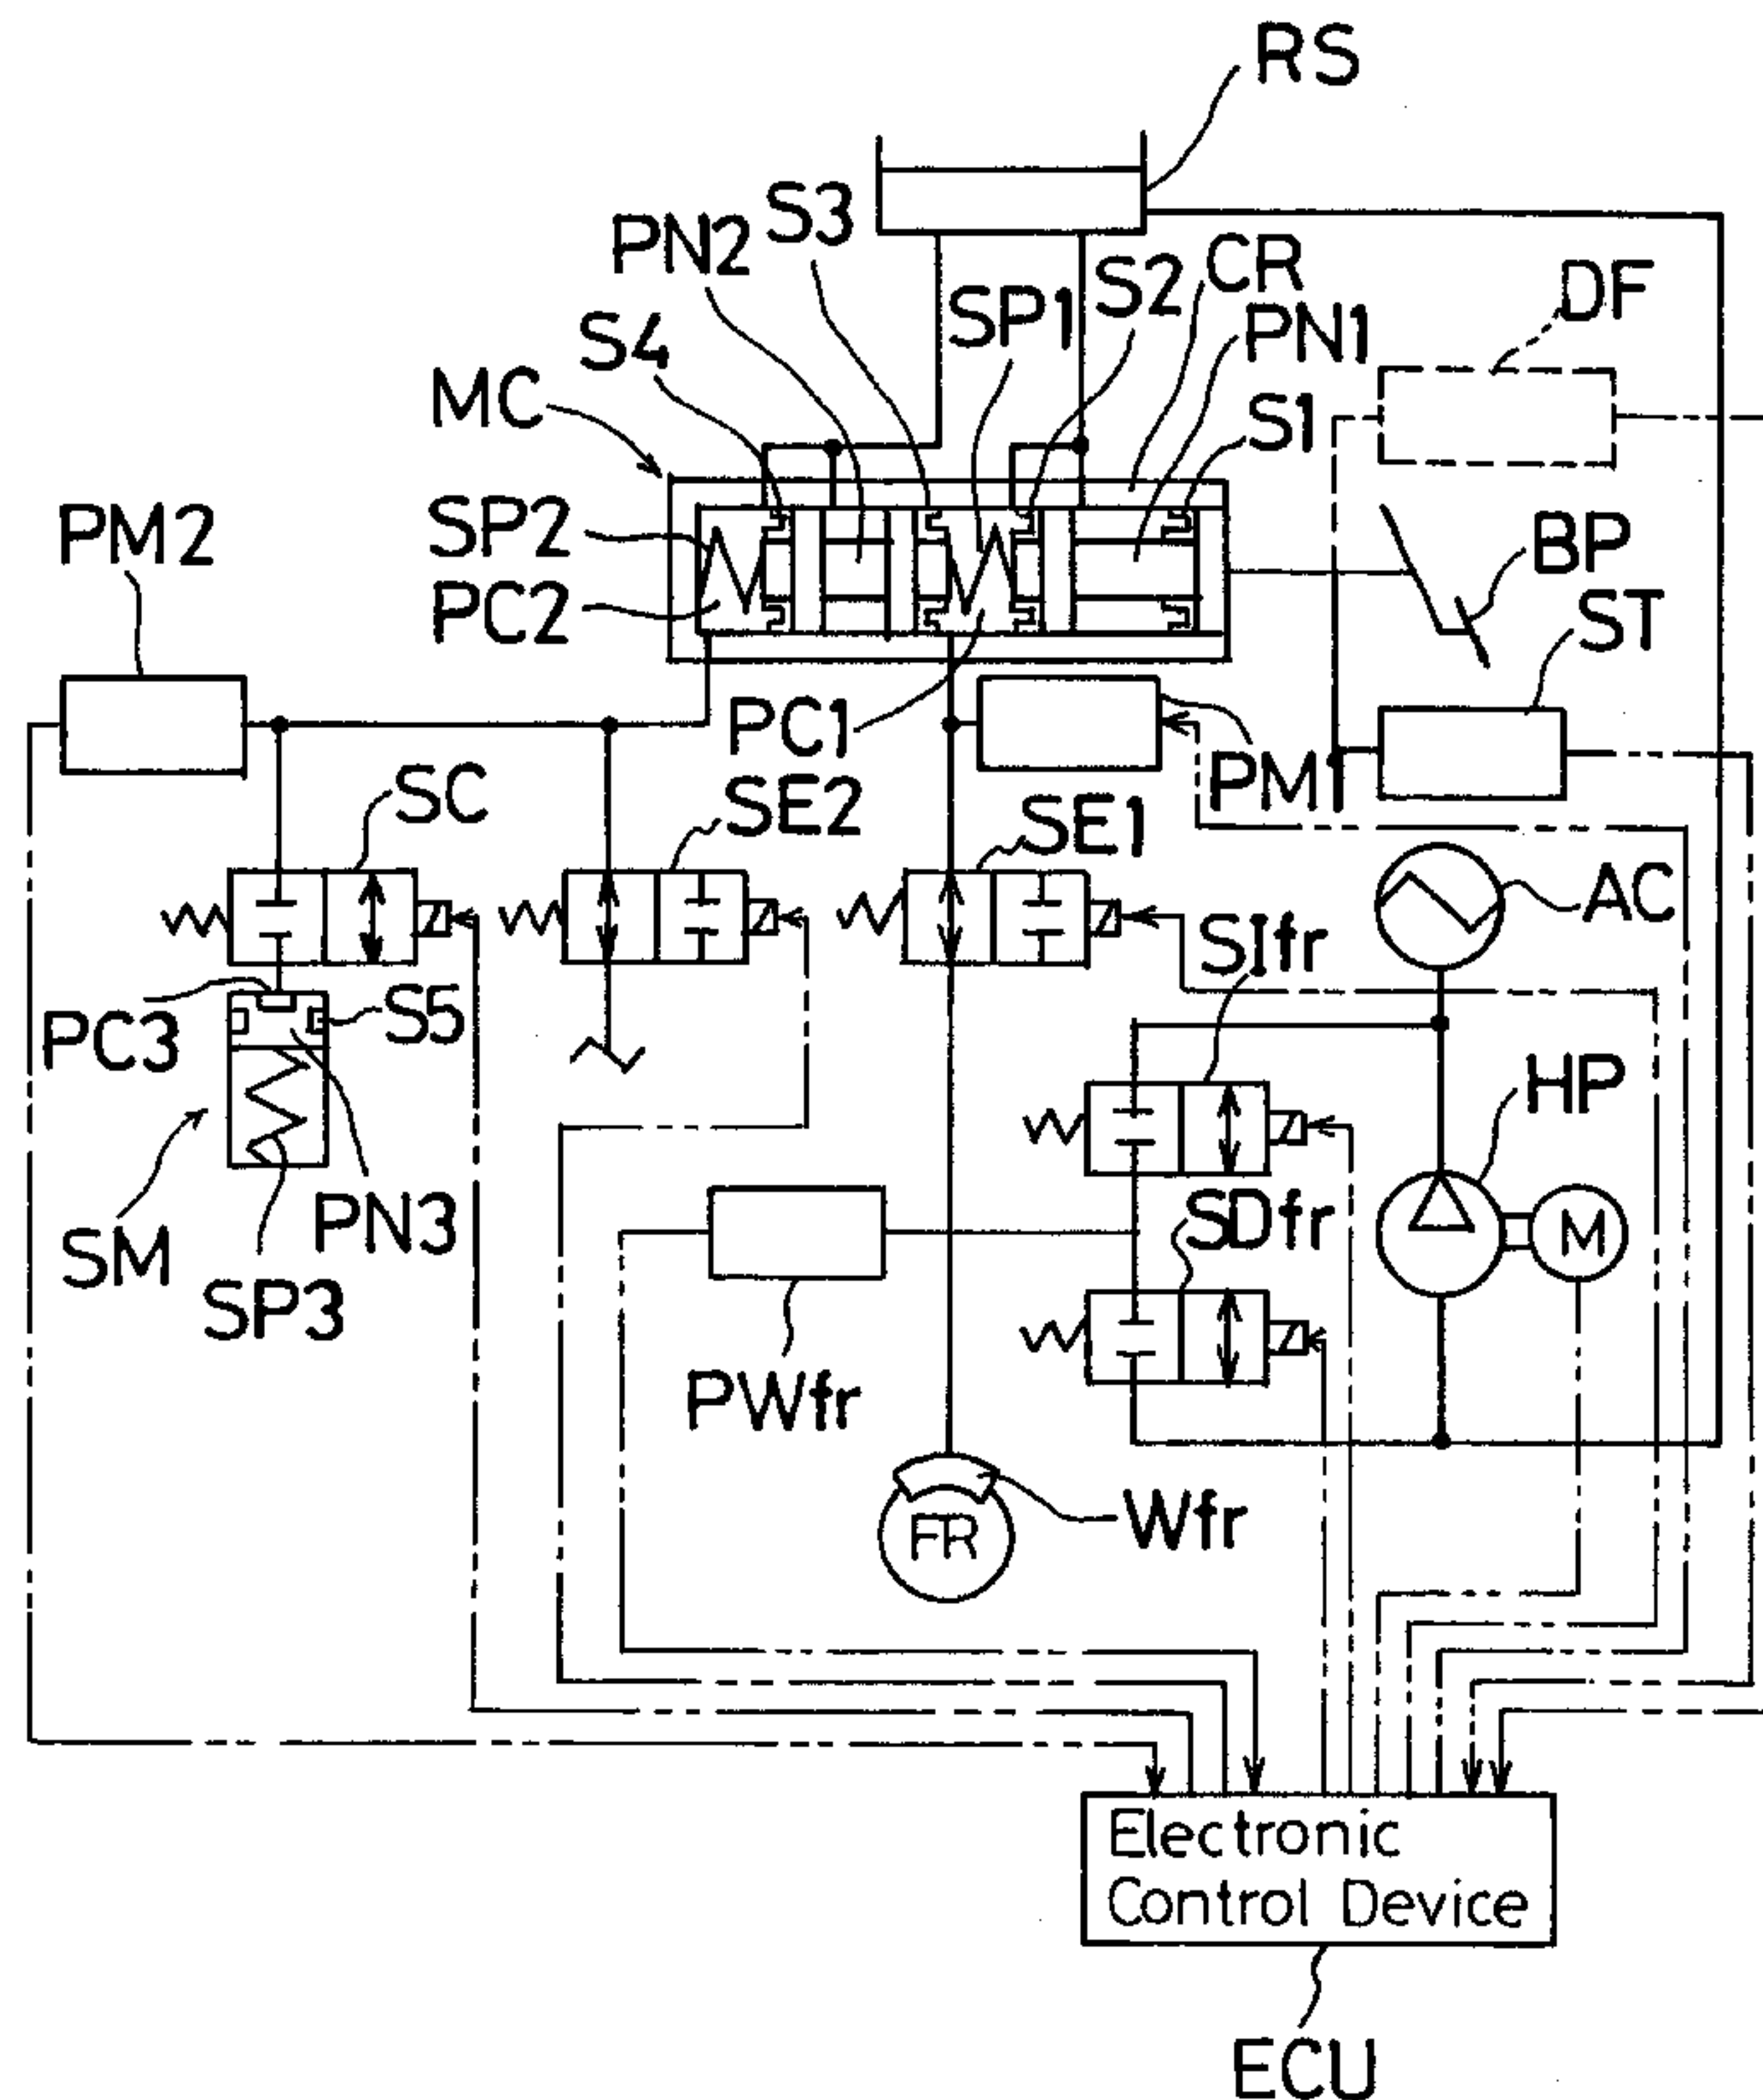 RS
S3
PN2
S2
CR
DF
SP1
PN1
S4
MC
S1
SP2
BP
PM2
PC2
ST
PC1
PM1
SC
SE2
SE1
AC
SIfr
PC3
S5
HP
PN3
SDfr
M
SM
SP3
PWfr
Wfr
FR
Electronic
Control Device
ECU